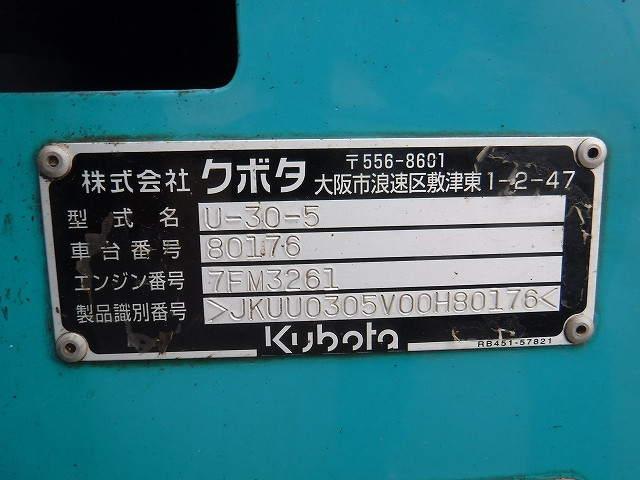 〒556-8601
株式会社 クボタ 大阪市浪速区敷津東1-2-47
型式名 U-30-5
車台番号 80176
エンジン番号 7FM3261
製品識別番号 >JKUU0305V00H80176<
Kubota
RB451-57821